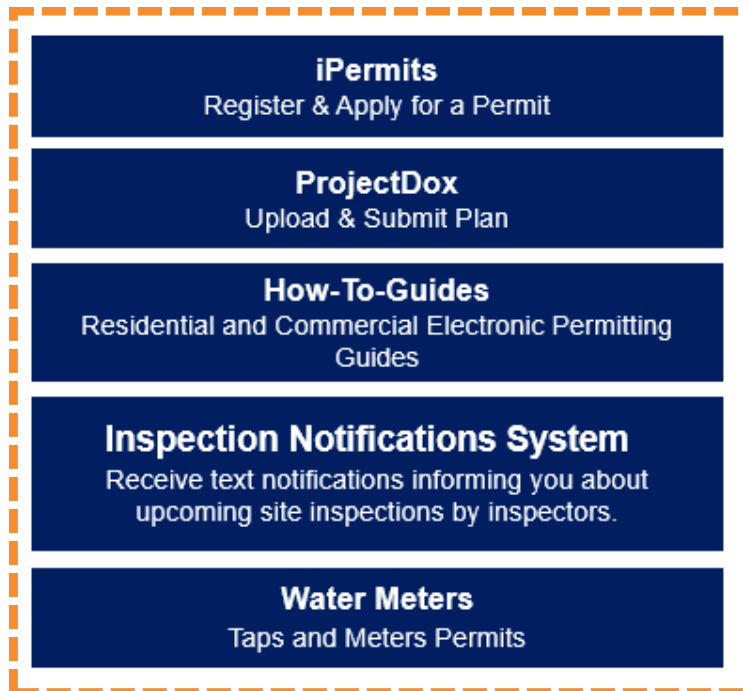 iPermits
Register & Apply for a Permit
ProjectDox
Upload & Submit Plan
How-To-Guides
Residential and Commercial Electronic Permitting
Guides
Inspection Notifications System
Receive text notifications informing you about
upcoming site inspections by inspectors.
Water Meters
Taps and Meters Permits